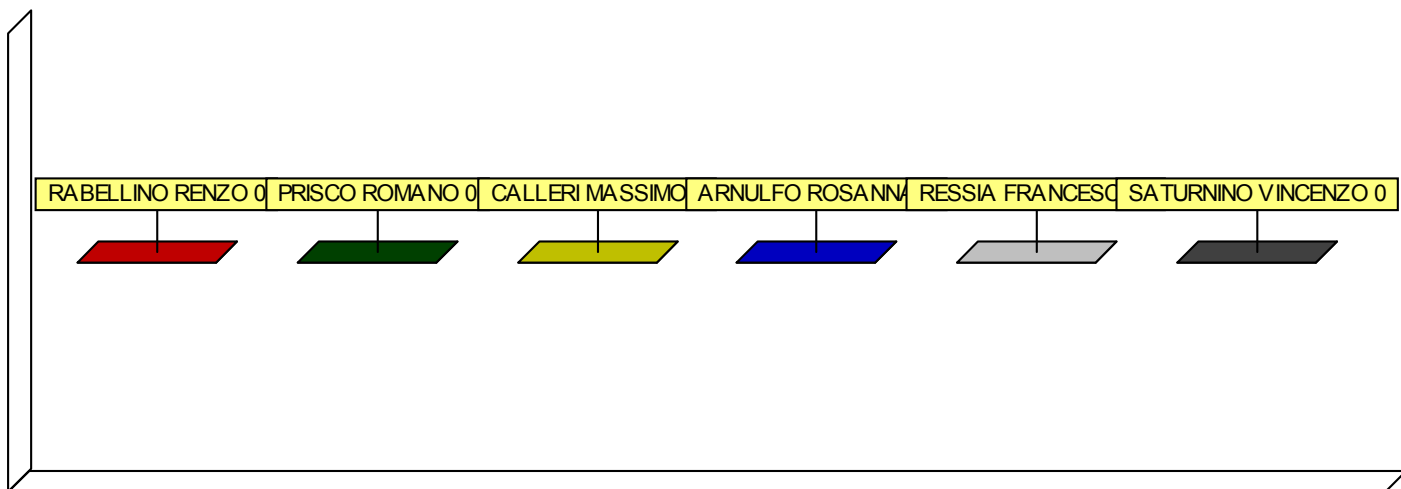 RABELLINO RENZO 0
PRISCO ROMANO 0
CALLERI MASSIMO
ARNULFO ROSANNA
RESSIA FRANCESC
SATURNINO VINCENZO 0